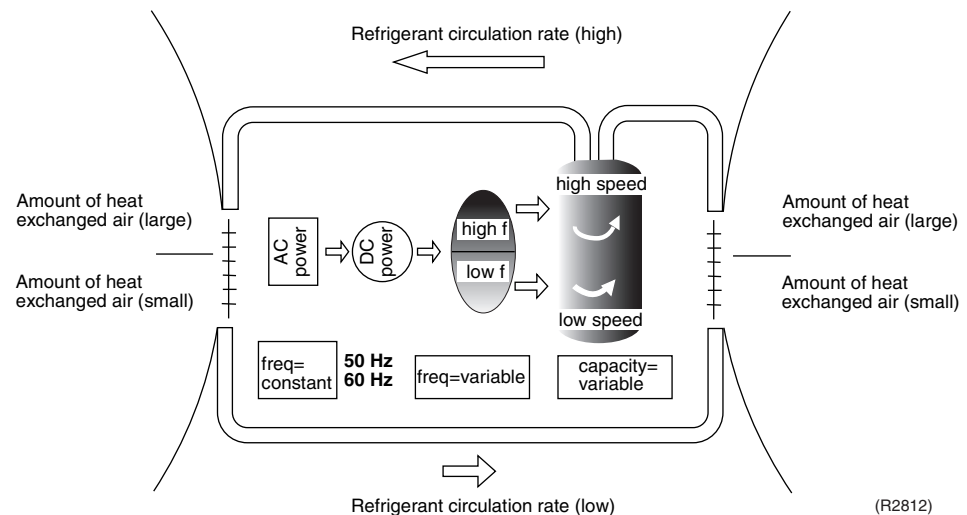 Refrigerant circulation rate (high)
high speed
Amount of heat
exchanged air (large)
Amount of heat
exchanged air (small)
AC
power
DC
power
high f
low f
low speed
Amount of heat
exchanged air (large)
Amount of heat
exchanged air (small)
freq=
constant
50 Hz
60 Hz
freq=variable
capacity=
variable
Refrigerant circulation rate (low)
(R2812)